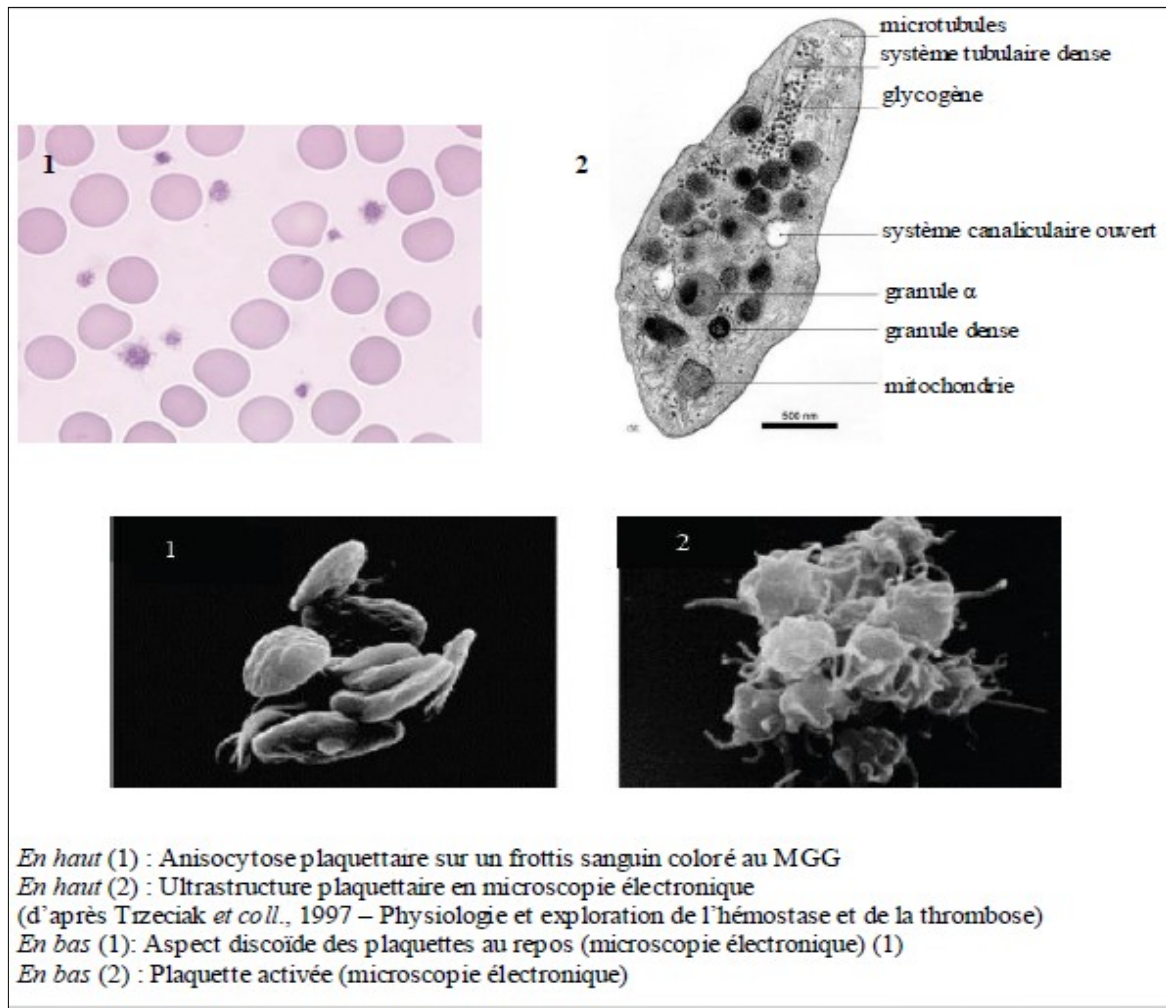 1
2
microtubules
système tubulaire dense
glycogène
système canaliculaire ouvert
granule α
granule dense
mitochondrie
500 nm
1
2
En haut (1) : Anisocytose plaquettaire sur un frottis sanguin coloré au MGG
En haut (2) : Ultrastructure plaquettaire en microscopie électronique
(d’après Trzeciak et coll., 1997 – Physiologie et exploration de l’hémostase et de la thrombose)
En bas (1): Aspect discoïde des plaquettes au repos (microscopie électronique) (1)
En bas (2) : Plaquette activée (microscopie électronique)